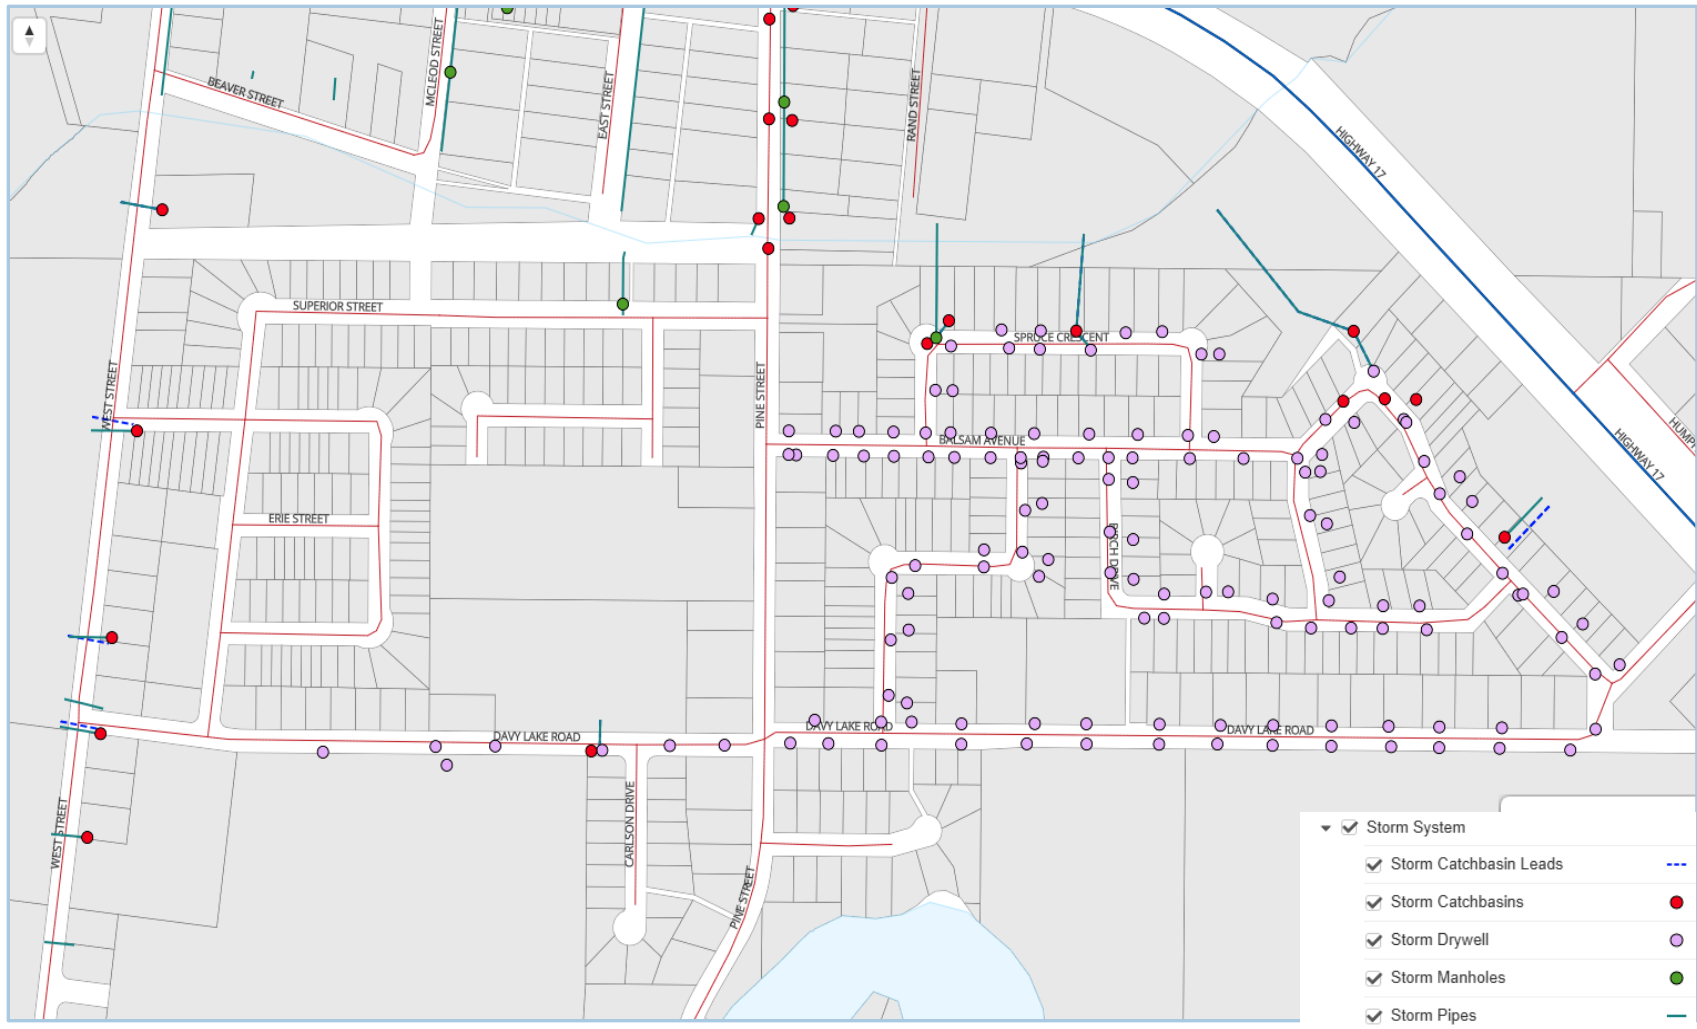 MCLEOD STREET
BEAVER STREET
EAST STREET
RAND STREET
HIGHWAY 17
SUPERIOR STREET
SPRUCE CRESCENT
WEST STREET
PINE STREET
BALSAM AVENUE
HIGHWAY 17
ERIE STREET
DAVY LAKE ROAD
DAVY LAKE ROAD
DAVY LAKE ROAD
CARLSON DRIVE
WEST STREET
PINE STREET
Storm System
Storm Catchbasin Leads
Storm Catchbasins
Storm Drywell
Storm Manholes
Storm Pipes